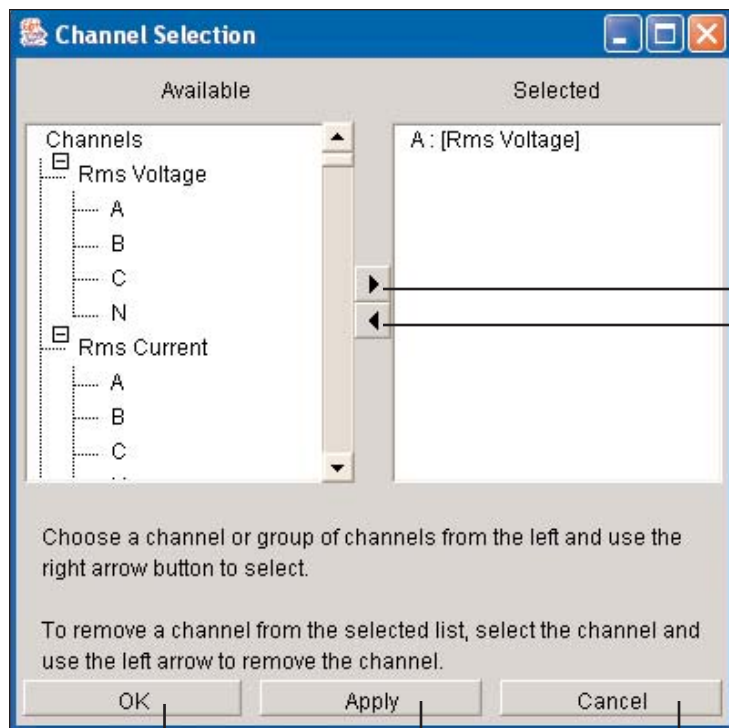 Channel Selection
Available
Selected
Channels
Rms Voltage
A
B
C
N
Rms Current
A
B
C
A : [Rms Voltage]
Choose a channel or group of channels from the left and use the
right arrow button to select.
To remove a channel from the selected list, select the channel and
use the left arrow to remove the channel.
OK
Apply
Cancel